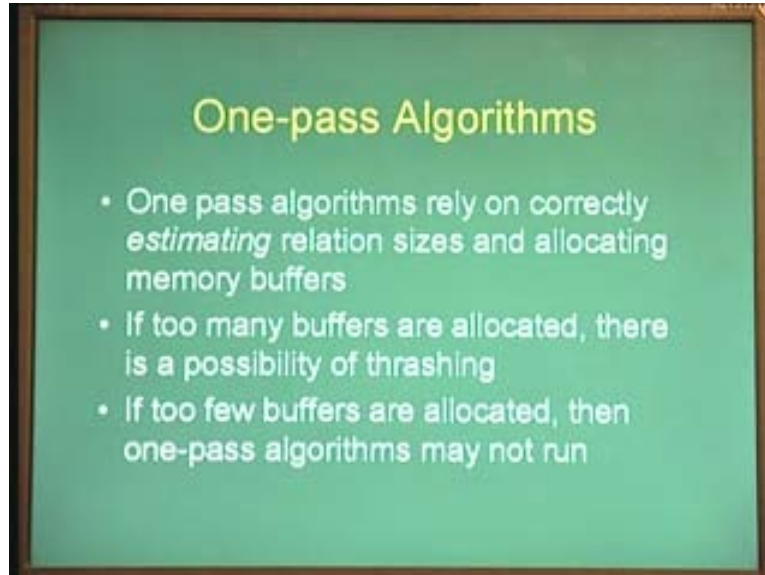 One-pass Algorithms
• One pass algorithms rely on correctly
estimating relation sizes and allocating
memory buffers
• If too many buffers are allocated, there
is a possibility of thrashing
• If too few buffers are allocated, then
one-pass algorithms may not run